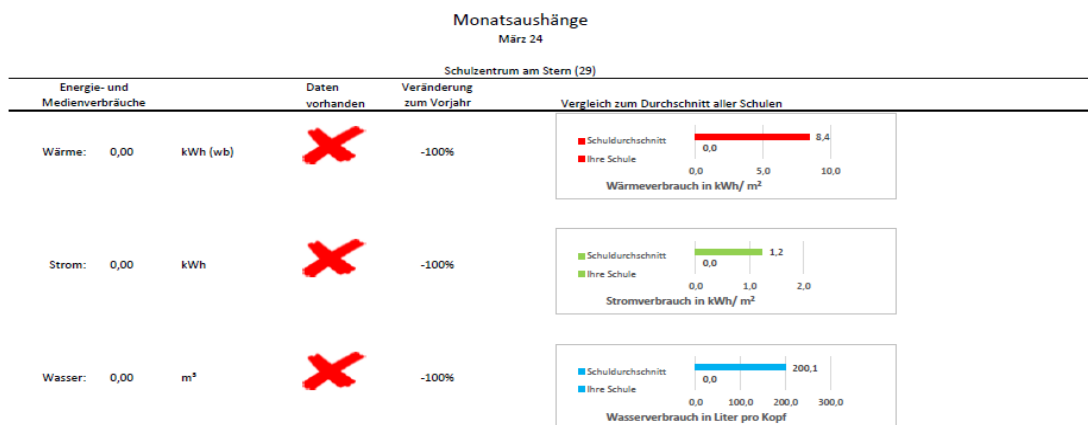 Monatsaushänge
März 24
Schulzentrum am Stern (29)
Energie- und Medienverbräuche
Daten vorhanden
Veränderung zum Vorjahr
Vergleich zum Durchschnitt aller Schulen
Wärme: 0,00 kWh (wb) -100%
Schuldurchschnitt 8,4
Ihre Schule 0,0
0,0 5,0 10,0
Wärmeverbrauch in kWh/ m²
Strom: 0,00 kWh -100%
Schuldurchschnitt 1,2
Ihre Schule 0,0
0,0 1,0 2,0
Stromverbrauch in kWh/ m²
Wasser: 0,00 m³ -100%
Schuldurchschnitt 200,1
Ihre Schule 0,0
0,0 100,0 200,0 300,0
Wasserverbrauch in Liter pro Kopf